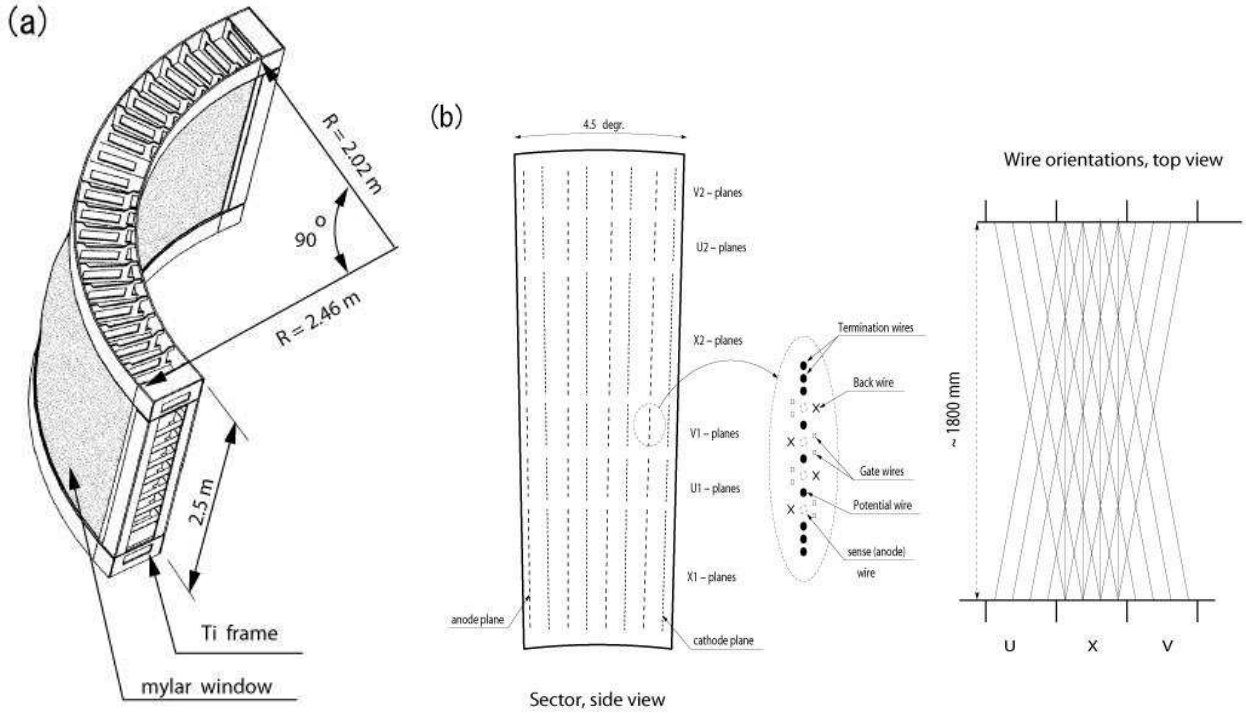 (a)
R = 2.02 m
90°
R = 2.46 m
2.5 m
Ti frame
mylar window
(b)
4.5 degr.
V2 – planes
U2 – planes
X2 – planes
V1 – planes
U1 – planes
X1 – planes
anode plane
cathode plane
Sector, side view
Termination wires
Back wire
Gate wires
Potential wire
sense (anode)
wire
Wire orientations, top view
~ 1800 mm
U X V